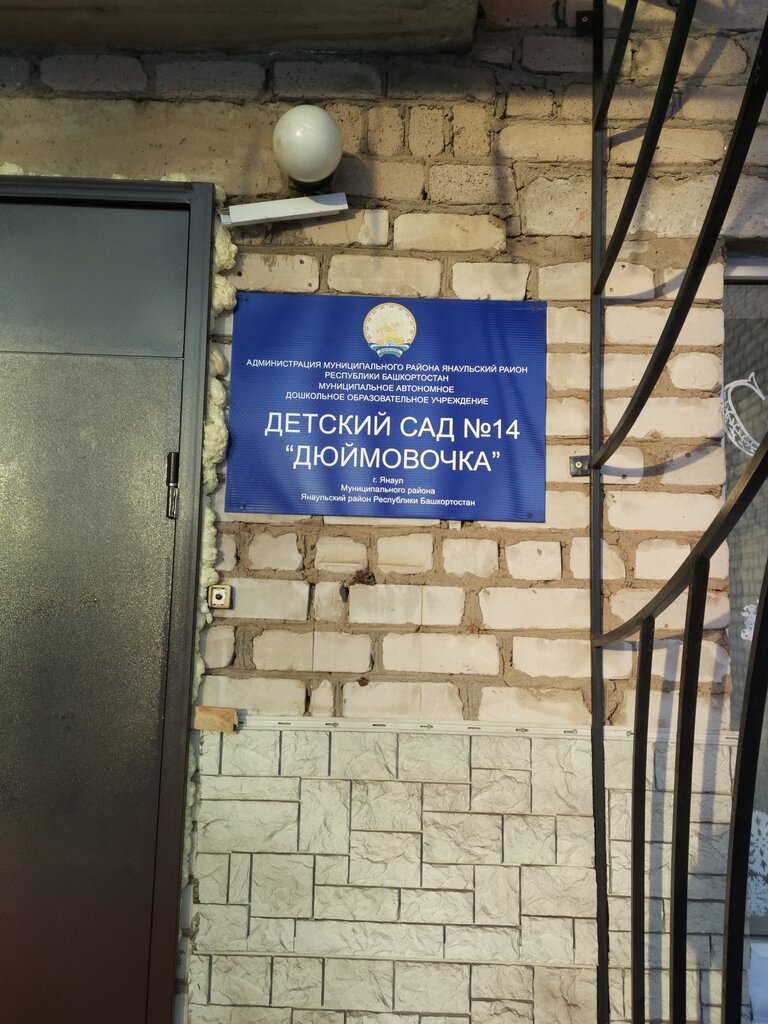 АДМИНИСТРАЦИЯ МУНИЦИПАЛЬНОГО РАЙОНА ЯНАУЛЬСКИЙ РАЙОН
РЕСПУБЛИКИ БАШКОРТОСТАН
МУНИЦИПАЛЬНОЕ АВТОНОМНОЕ
ДОШКОЛЬНОЕ ОБРАЗОВАТЕЛЬНОЕ УЧРЕЖДЕНИЕ
ДЕТСКИЙ САД №14
“ДЮЙМОВОЧКА”
г. Янаул
Муниципального района
Янаульский район Республики Башкортостан